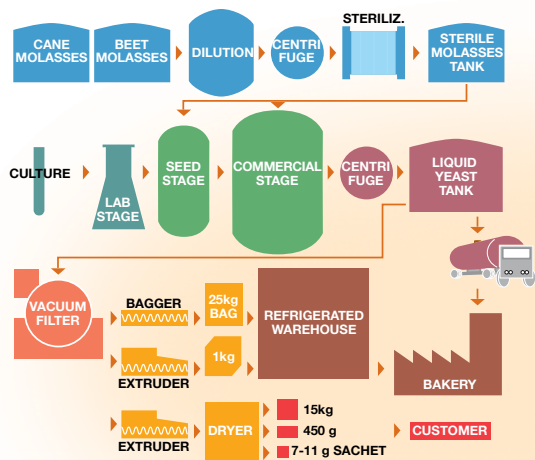 CANE
MOLASSES
BEET
MOLASSES
DILUTION
CENTRI
FUGE
STERILIZ.
STERILE
MOLASSES
TANK
CULTURE
LAB
STAGE
SEED
STAGE
COMMERCIAL
STAGE
CENTRI
FUGE
LIQUID
YEAST
TANK
VACUUM
FILTER
BAGGER
25kg
BAG
REFRIGERATED
WAREHOUSE
EXTRUDER
1kg
BAKERY
EXTRUDER
DRYER
15kg
450 g
7-11 g SACHET
CUSTOMER